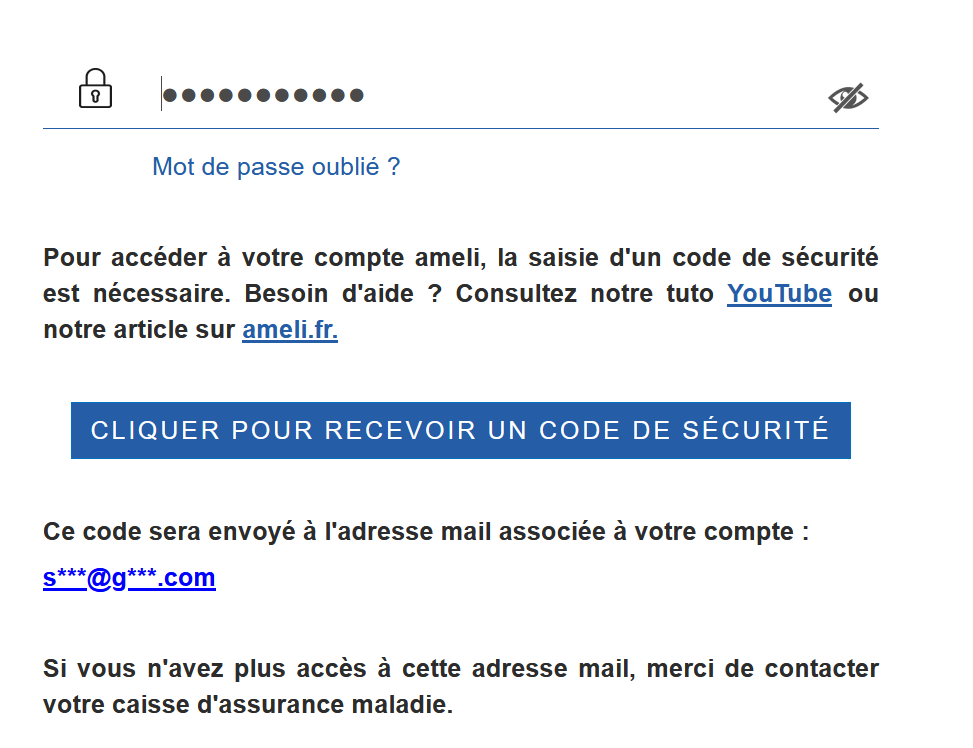 ●●●●●●●●●●●
Mot de passe oublié ?
Pour accéder à votre compte ameli, la saisie d'un code de sécurité
est nécessaire. Besoin d'aide ? Consultez notre tuto YouTube ou
notre article sur ameli.fr.
CLIQUER POUR RECEVOIR UN CODE DE SÉCURITÉ
Ce code sera envoyé à l'adresse mail associée à votre compte :
s***@g***.com
Si vous n'avez plus accès à cette adresse mail, merci de contacter
votre caisse d'assurance maladie.